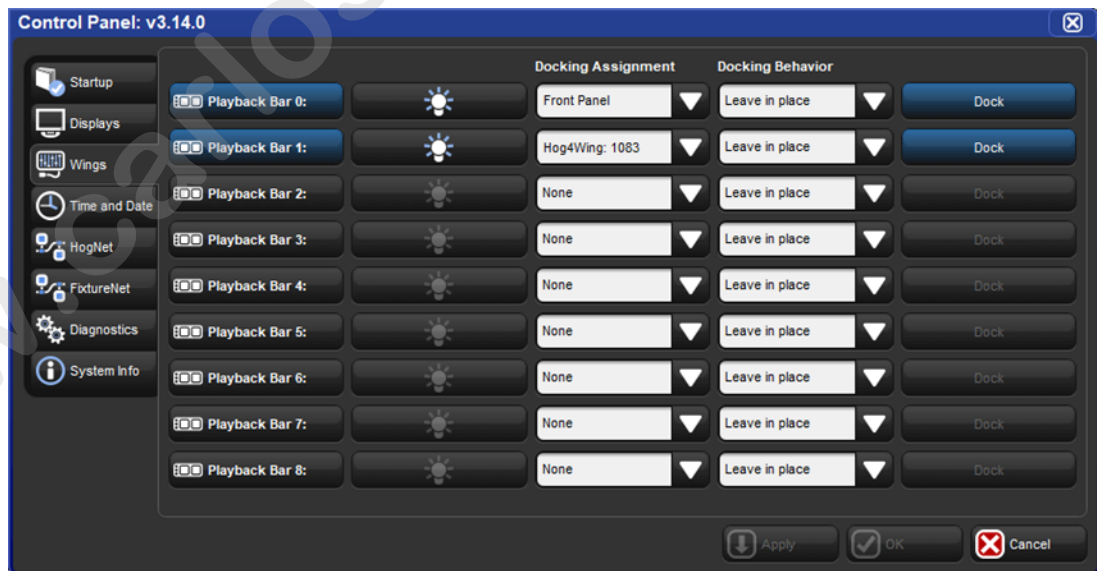 Control Panel: v3.14.0
Docking Assignment Docking Behavior
Startup
Displays
Wings
Time and Date
HogNet
FixtureNet
Diagnostics
System Info
Playback Bar 0: Front Panel Leave in place Dock
Playback Bar 1: Hog4Wing: 1083 Leave in place Dock
Playback Bar 2: None Leave in place Dock
Playback Bar 3: None Leave in place Dock
Playback Bar 4: None Leave in place Dock
Playback Bar 5: None Leave in place Dock
Playback Bar 6: None Leave in place Dock
Playback Bar 7: None Leave in place Dock
Playback Bar 8: None Leave in place Dock
Apply OK Cancel